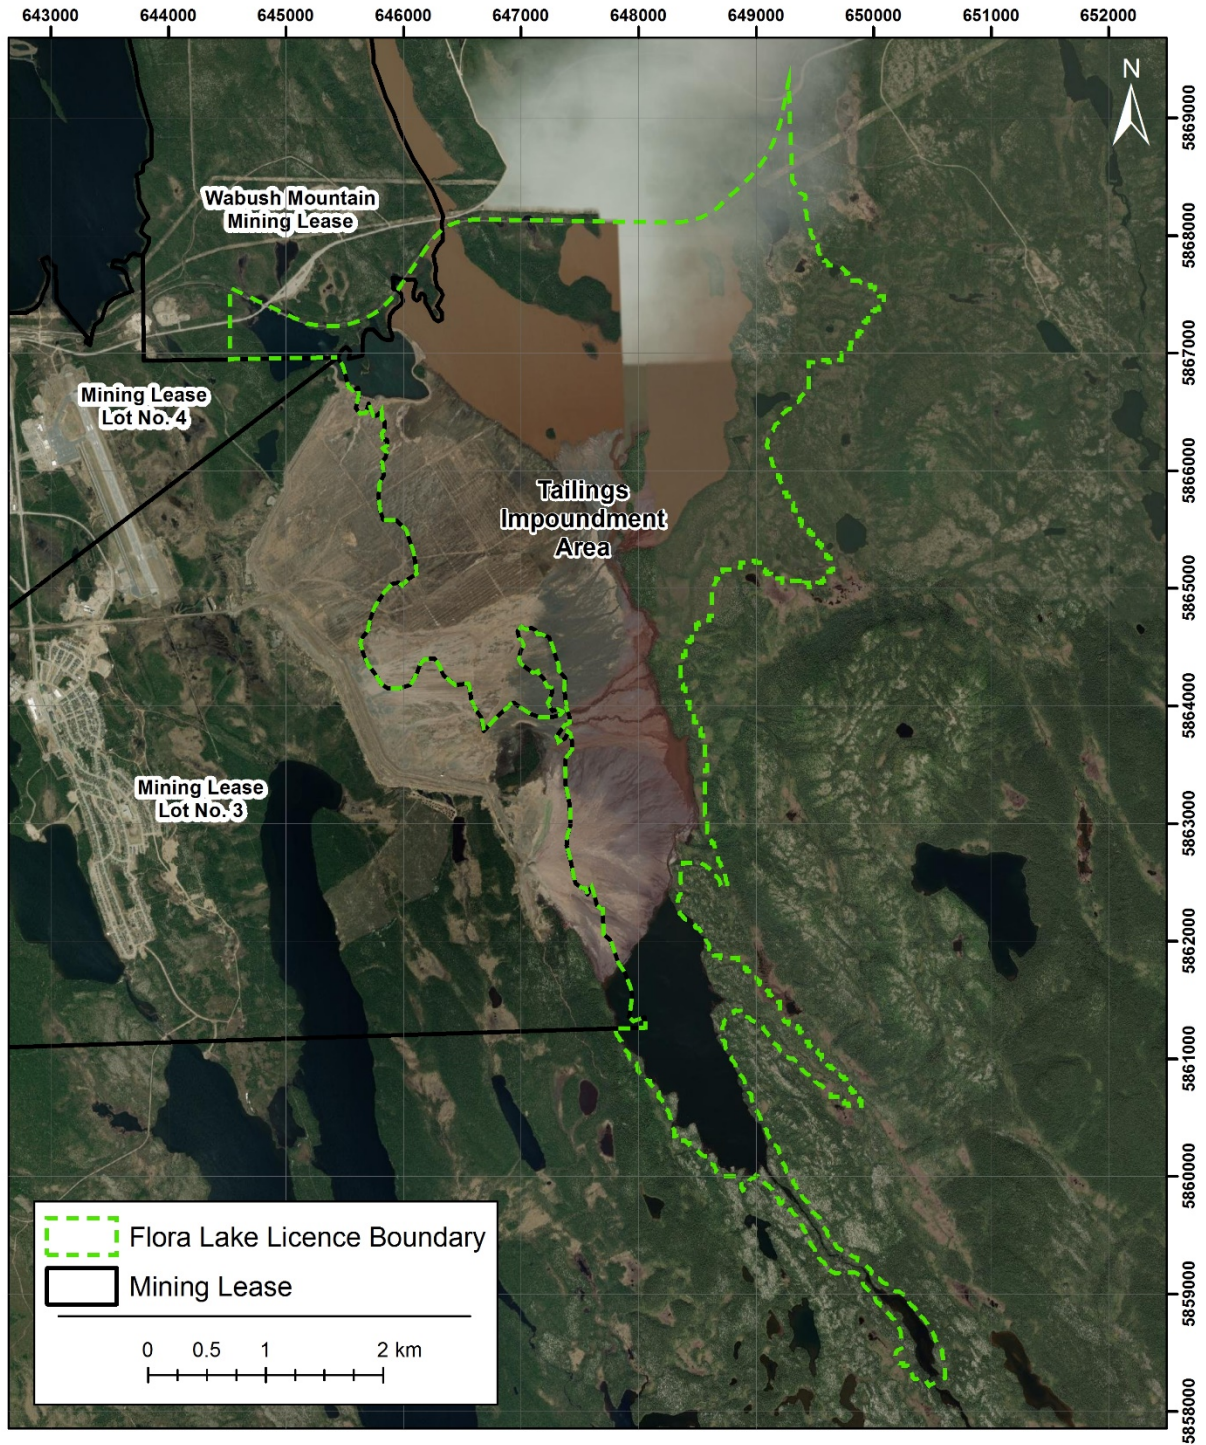 643000 644000 645000 646000 647000 648000 649000 650000 651000 652000
N
5869000
Wabush Mountain
Mining Lease
5868000
5867000
Mining Lease
Lot No. 4
5866000
Tailings
Impoundment
Area
5865000
5864000
Mining Lease
Lot No. 3
5863000
5862000
5861000
5860000
Flora Lake Licence Boundary
Mining Lease
5859000
0 0.5 1 2 km
5858000